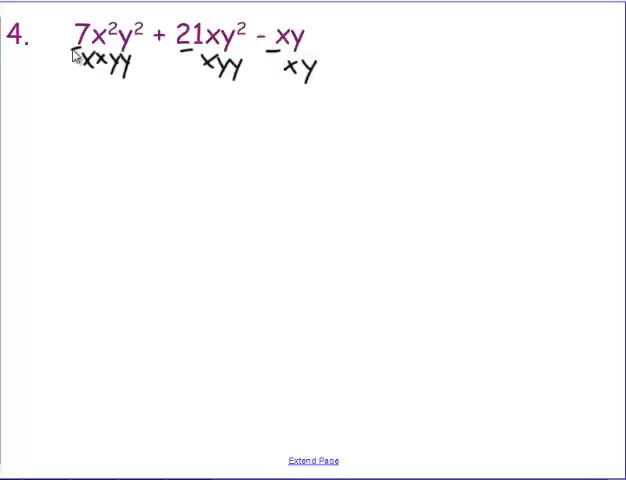 4. 7x²y² + 21xy² - xy
xxyy xyy xy
Extend Page